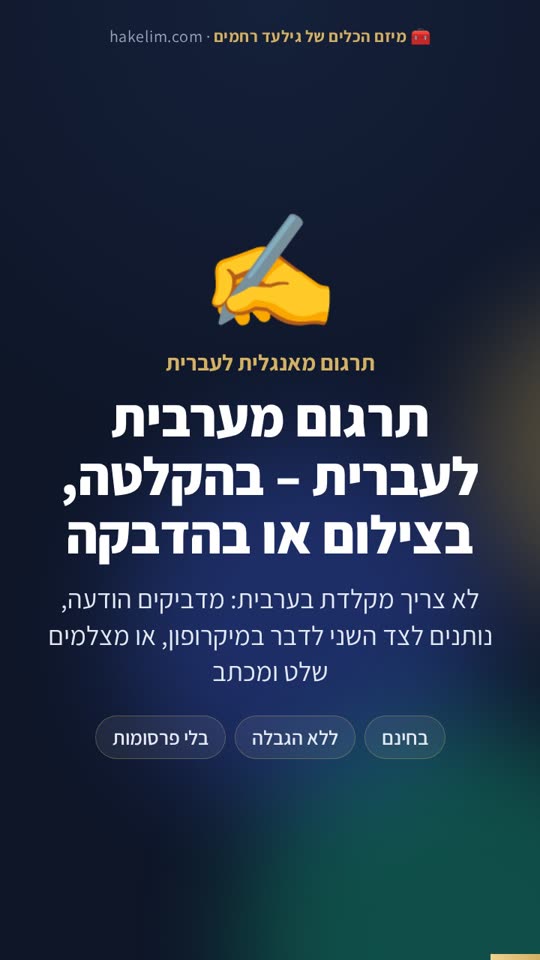 🧰 מיזם הכלים של גילעד רחמים · hakelim.com
תרגום מאנגלית לעברית
תרגום מערבית
לעברית – בהקלטה,
בצילום או בהדבקה
לא צריך מקלדת בערבית: מדביקים הודעה,
נותנים לצד השני לדבר במיקרופון, או מצלמים
שלט ומכתב
בחינם
ללא הגבלה
בלי פרסומות